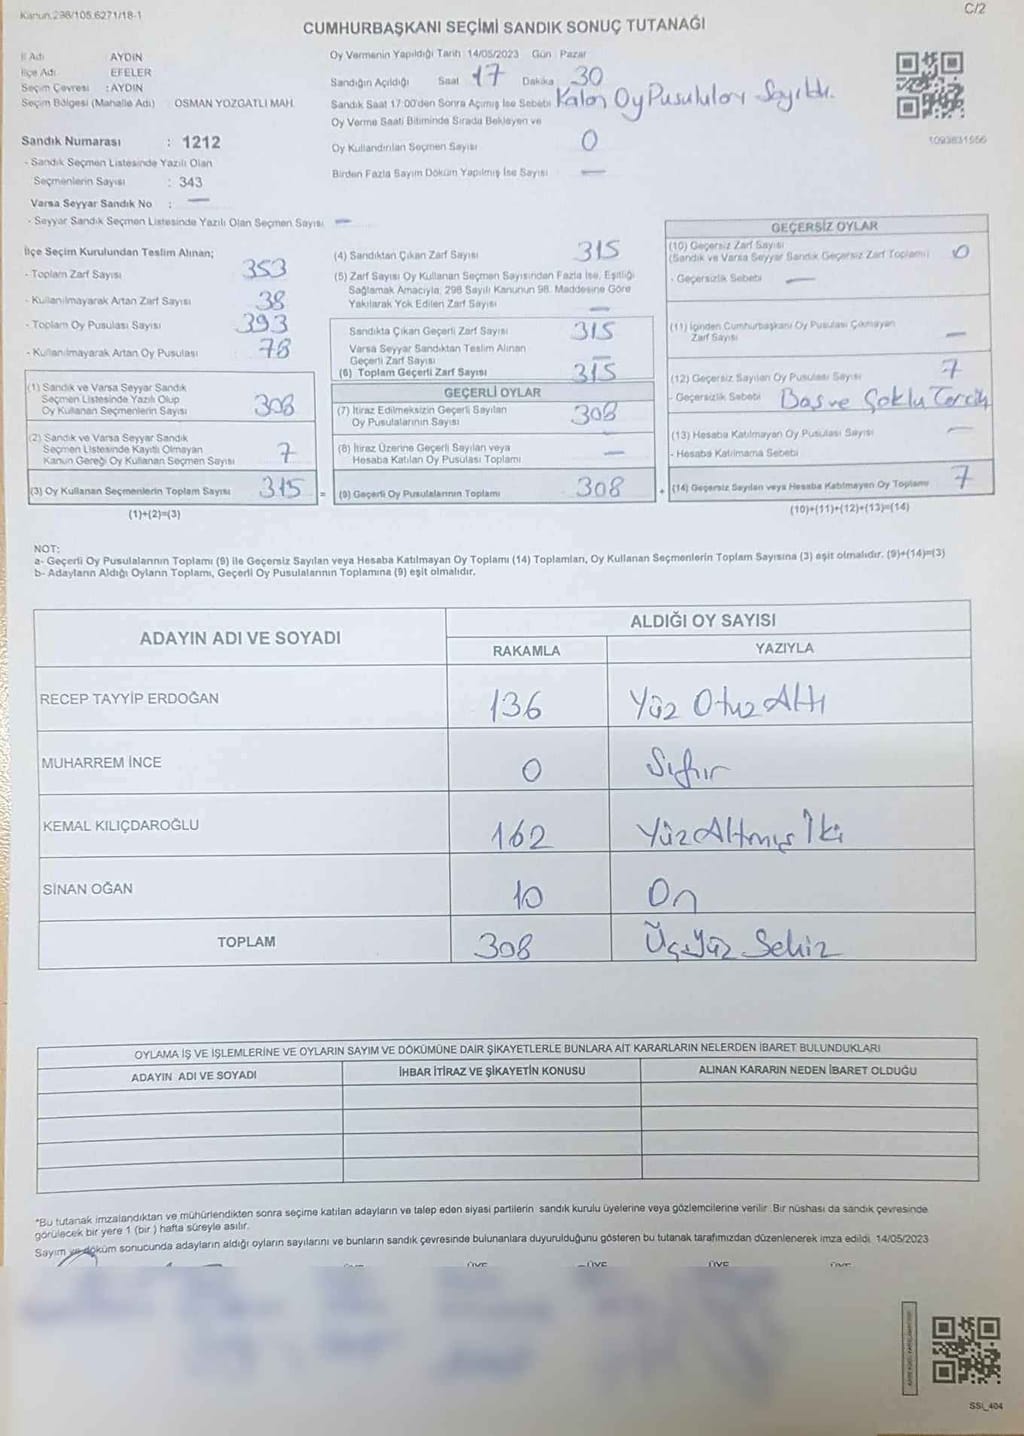 Kanun.298/105.6271/18-1
C/2
CUMHURBAŞKANI SEÇİMİ SANDIK SONUÇ TUTANAĞI
İl Adı : AYDIN
İlçe Adı : EFELER
Seçim Çevresi : AYDIN
Seçim Bölgesi (Mahalle Adı) : OSMAN YOZGATLI MAH.
Oy Vermenin Yapıldığı Tarih : 14/05/2023 Gün : Pazar
Sandığın Açıldığı Saat 17 Dakika : 30
Sandık Saat 17:00'den Sonra Açımış İse Sebebi Kalan Oy Pusulaları Sayıldı.
Oy Verme Saati Bitiminde Sırada Bekleyen ve
Oy Kullandırılan Seçmen Sayısı 0
Birden Fazla Sayım Döküm Yapılmış İse Sayısı —
1093831556
Sandık Numarası : 1212
- Sandık Seçmen Listesinde Yazılı Olan
Seçmenlerin Sayısı : 343
Varsa Seyyar Sandık No : —
- Seyyar Sandık Seçmen Listesinde Yazılı Olan Seçmen Sayısı: —
İlçe Seçim Kurulundan Teslim Alınan;
- Toplam Zarf Sayısı 353
- Kullanılmayarak Artan Zarf Sayısı 38
- Toplam Oy Pusulası Sayısı 393
- Kullanılmayarak Artan Oy Pusulası 78
(1) Sandık ve Varsa Seyyar Sandık
Seçmen Listesinde Yazılı Olup
Oy Kullanan Seçmenlerin Sayısı 308
(2) Sandık ve Varsa Seyyar Sandık
Seçmen Listesinde Kayıtlı Olmayan
Kanun Gereği Oy Kullanan Seçmen Sayısı 7
(3) Oy Kullanan Seçmenlerin Toplam Sayısı 315 =
(1)+(2)=(3)
(4) Sandıktan Çıkan Zarf Sayısı 315
(5) Zarf Sayısı Oy Kullanan Seçmen Sayısından Fazla İse, Eşitliği
Sağlamak Amacıyla, 298 Sayılı Kanunun 98. Maddesine Göre
Yakılarak Yok Edilen Zarf Sayısı —
Sandıkta Çıkan Geçerli Zarf Sayısı 315
Varsa Seyyar Sandıktan Teslim Alınan
Geçerli Zarf Sayısı —
(6) Toplam Geçerli Zarf Sayısı 315
GEÇERLİ OYLAR
(7) İtiraz Edilmeksizin Geçerli Sayılan
Oy Pusulalarının Sayısı 308
(8) İtiraz Üzerine Geçerli Sayılan veya
Hesaba Katılan Oy Pusulası Toplamı —
(9) Geçerli Oy Pusulalarının Toplamı 308 +
GEÇERSİZ OYLAR
(10) Geçersiz Zarf Sayısı
(Sandık ve Varsa Seyyar Sandık Geçersiz Zarf Toplamı) 0
- Geçersizlik Sebebi —
(11) İçinden Cumhurbaşkanı Oy Pusulası Çıkmayan
Zarf Sayısı —
(12) Geçersiz Sayılan Oy Pusulası Sayısı 7
- Geçersizlik Sebebi Boş ve Çoklu Tercih
(13) Hesaba Katılmayan Oy Pusulası Sayısı —
- Hesaba Katılmama Sebebi
(14) Geçersiz Sayılan veya Hesaba Katılmayan Oy Toplamı 7
(10)+(11)+(12)+(13)=(14)
NOT:
a- Geçerli Oy Pusulalarının Toplamı (9) ile Geçersiz Sayılan veya Hesaba Katılmayan Oy Toplamı (14) Toplamları, Oy Kullanan Seçmenlerin Toplam Sayısına (3) eşit olmalıdır. (9)+(14)=(3)
b- Adayların Aldığı Oyların Toplamı, Geçerli Oy Pusulalarının Toplamına (9) eşit olmalıdır.
ADAYIN ADI VE SOYADI
ALDIĞI OY SAYISI
RAKAMLA YAZIYLA
RECEP TAYYİP ERDOĞAN 136 Yüz Otuz Altı
MUHARREM İNCE 0 Sıfır
KEMAL KILIÇDAROĞLU 162 Yüz Altmış İki
SİNAN OĞAN 10 On
TOPLAM 308 Üç Yüz Sekiz
OYLAMA İŞ VE İŞLEMLERİNE VE OYLARIN SAYIM VE DÖKÜMÜNE DAİR ŞİKAYETLERLE BUNLARA AİT KARARLARIN NELERDEN İBARET BULUNDUKLARI
ADAYIN ADI VE SOYADI İHBAR İTİRAZ VE ŞİKAYETİN KONUSU ALINAN KARARIN NEDEN İBARET OLDUĞU
*Bu tutanak imzalandıktan ve mühürlendikten sonra seçime katılan adayların ve talep eden siyasi partilerin sandık kurulu üyelerine veya gözlemcilerine verilir. Bir nüshası da sandık çevresinde
görülecek bir yere 1 (bir) hafta süreyle asılır.
Sayım ve döküm sonucunda adayların aldığı oyların sayılarını ve bunların sandık çevresinde bulunanlara duyurulduğunu gösteren bu tutanak tarafımızdan düzenlenerek imza edildi. 14/05/2023
ÜYE ÜYE ÜYE ÜYE
SSL_404